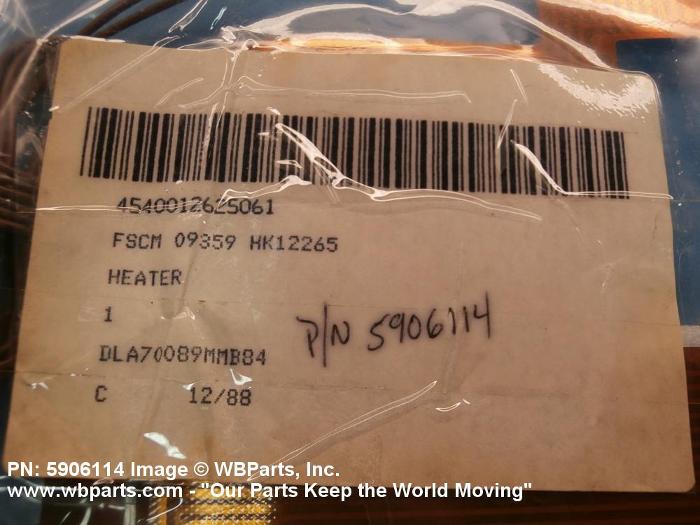 4540012625061
FSCM 09359 HK12265
HEATER
1
P/N 5906114
DLA70089MMB84
C 12/88
PN: 5906114 Image © WBParts, Inc.
www.wbparts.com - "Our Parts Keep the World Moving"